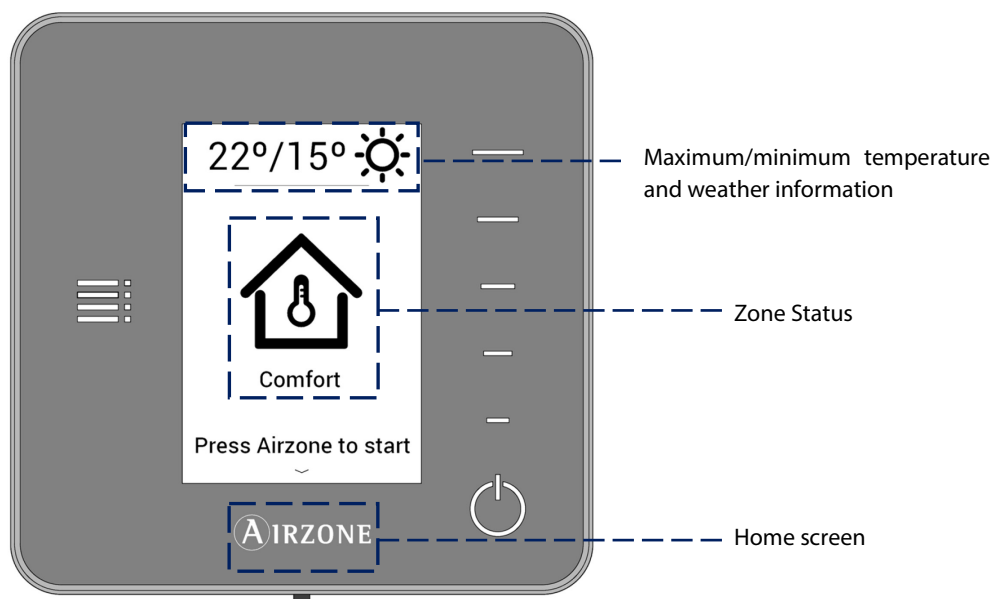 22º/15º
Maximum/minimum temperature
and weather information
Zone Status
Comfort
Press Airzone to start
AIRZONE
Home screen